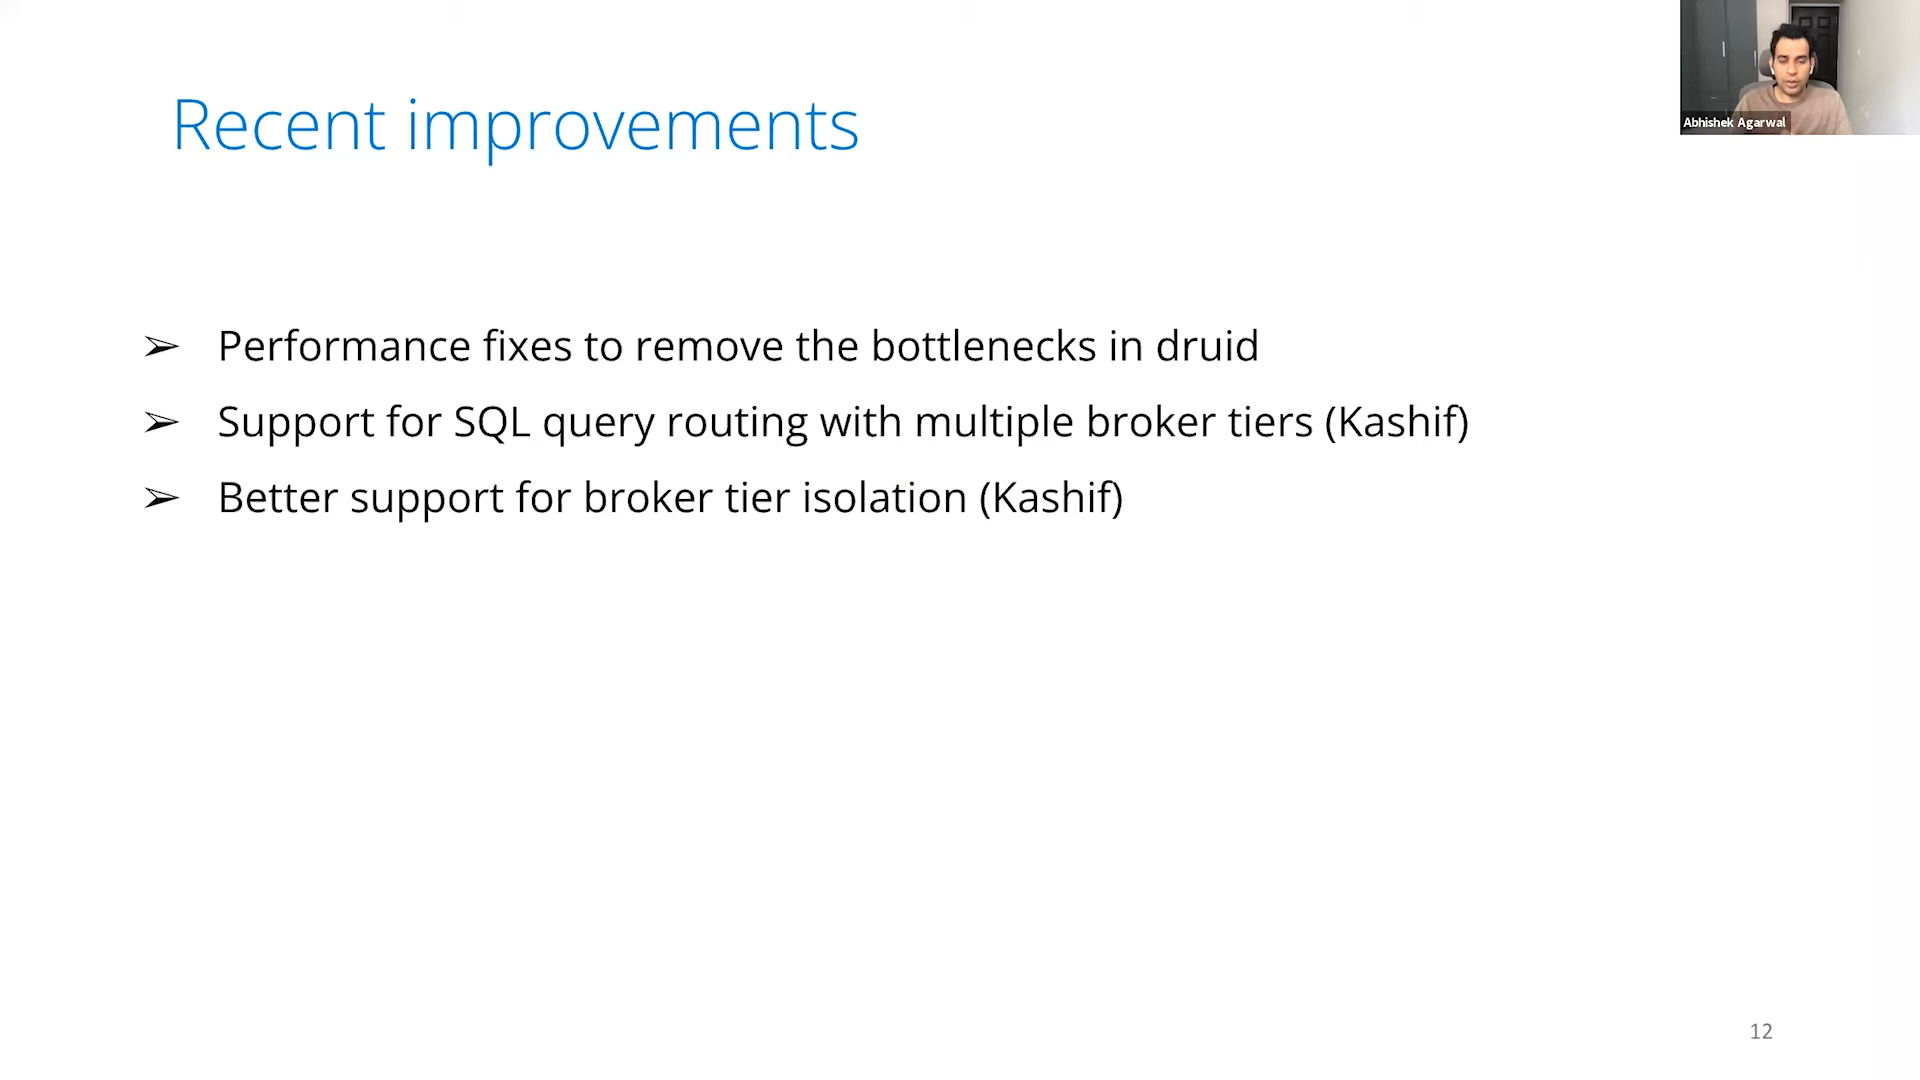 Recent improvements
Abhishek Agarwal
➢ Performance fixes to remove the bottlenecks in druid
➢ Support for SQL query routing with multiple broker tiers (Kashif)
➢ Better support for broker tier isolation (Kashif)
12